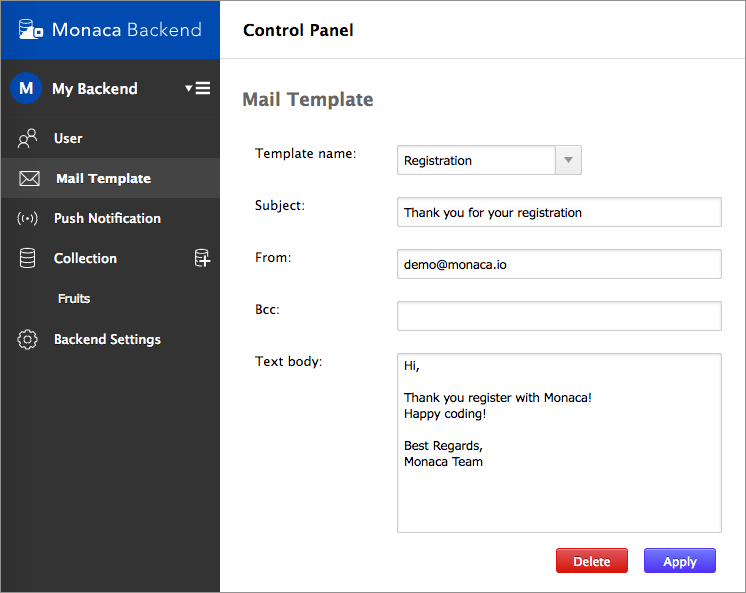 Monaca Backend
Control Panel
M
My Backend
User
Mail Template
Push Notification
Collection
Fruits
Backend Settings
Mail Template
Template name:
Registration
Subject:
Thank you for your registration
From:
demo@monaca.io
Bcc:
Text body:
Hi,
Thank you register with Monaca!
Happy coding!
Best Regards,
Monaca Team
Delete
Apply